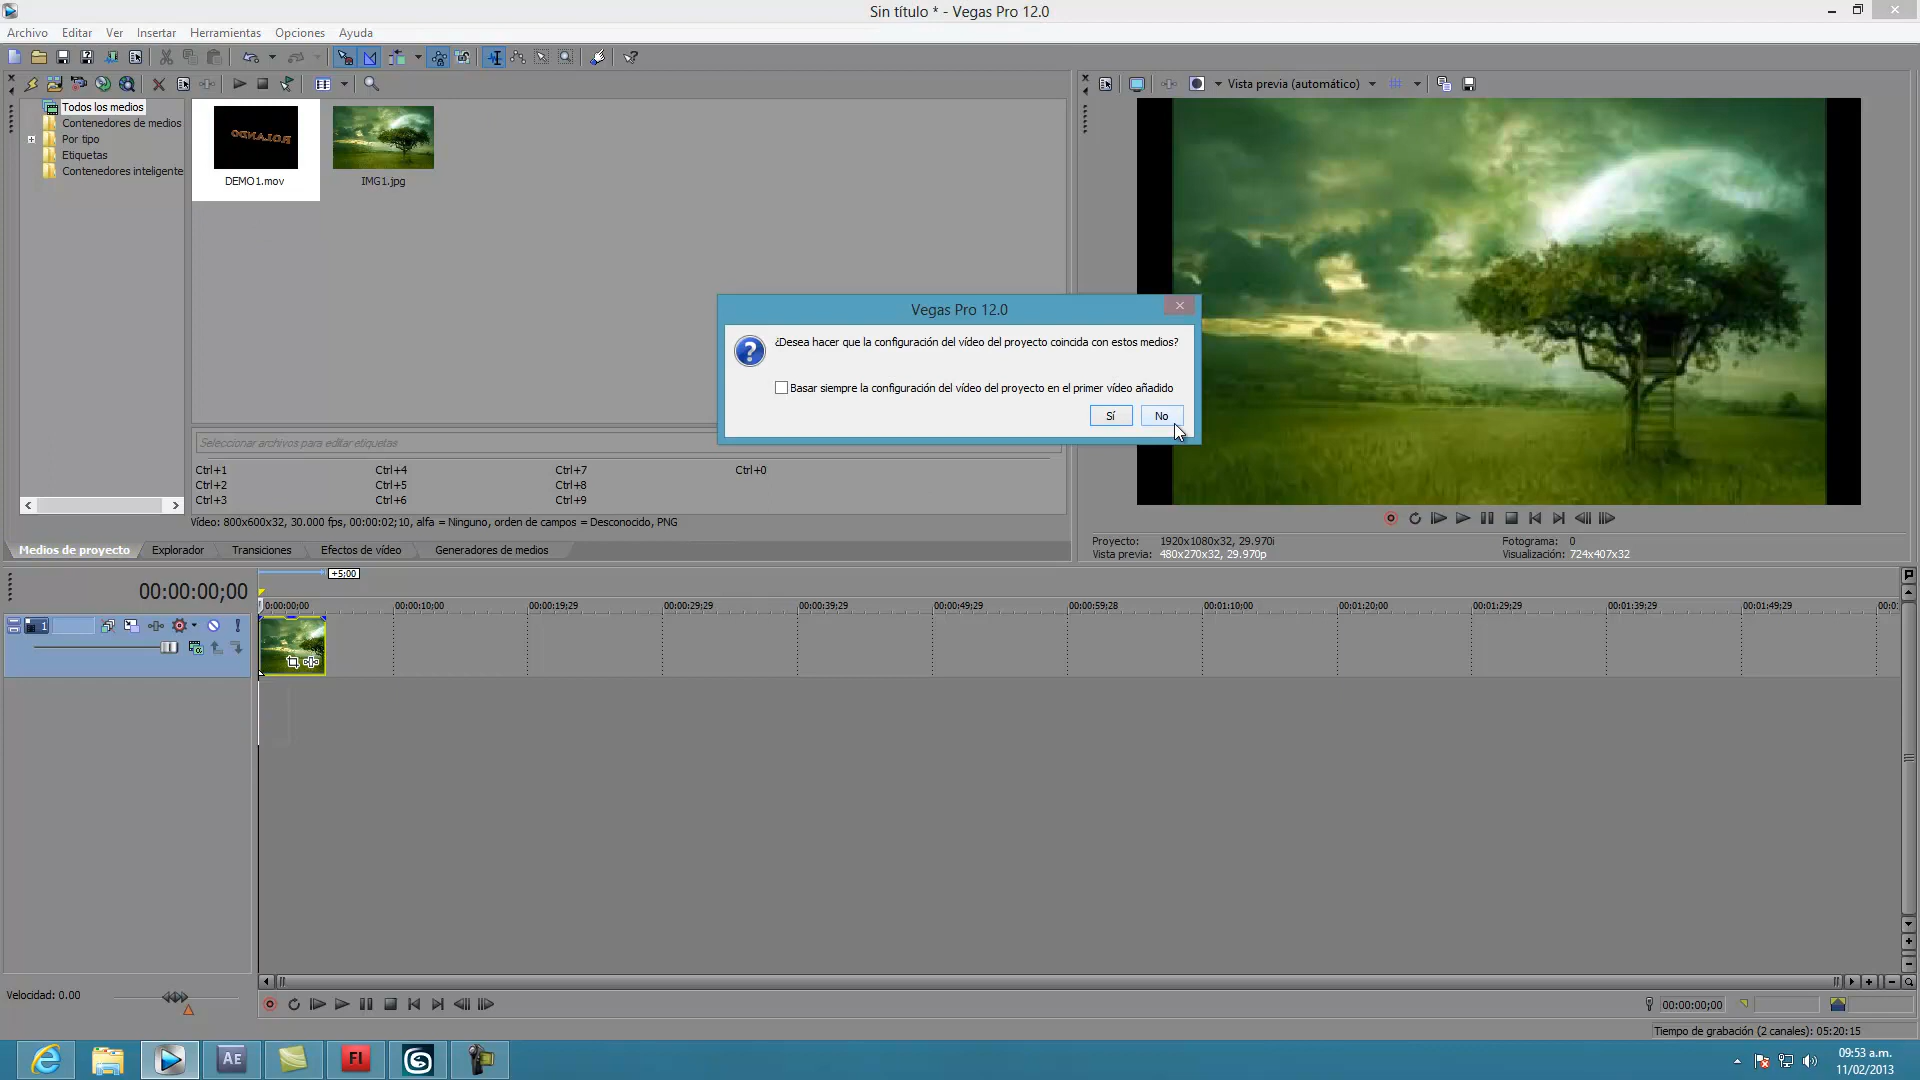 Sin título * - Vegas Pro 12.0
Archivo Editar Ver Insertar Herramientas Opciones Ayuda
Todos los medios
Contenedores de medios
Por tipo
Etiquetas
Contenedores inteligente
ROLANDO
DEMO1.mov
IMG1.jpg
Vista previa (automático)
Vegas Pro 12.0
¿Desea hacer que la configuración del vídeo del proyecto coincida con estos medios?
Basar siempre la configuración del vídeo del proyecto en el primer vídeo añadido
Sí No
Seleccionar archivos para editar etiquetas
Ctrl+1 Ctrl+4 Ctrl+7 Ctrl+0
Ctrl+2 Ctrl+5 Ctrl+8
Ctrl+3 Ctrl+6 Ctrl+9
Vídeo: 800x600x32, 30.000 fps, 00:00:02;10, alfa = Ninguno, orden de campos = Desconocido, PNG
Medios de proyecto Explorador Transiciones Efectos de vídeo Generadores de medios
Proyecto: 1920x1080x32, 29.970i Fotograma: 0
Vista previa: 480x270x32, 29.970p Visualización: 724x407x32
+5:00
00:00:00;00
0:00:00;00 00:00:10;00 00:00:19;29 00:00:29;29 00:00:39;29 00:00:49;29 00:00:59;28 00:01:10;00 00:01:20;00 00:01:29;29 00:01:39;29 00:01:49;29 00:0
1
Velocidad: 0.00
00:00:00;00
Tiempo de grabación (2 canales): 05:20:15
AE Fl
09:53 a.m.
11/02/2013